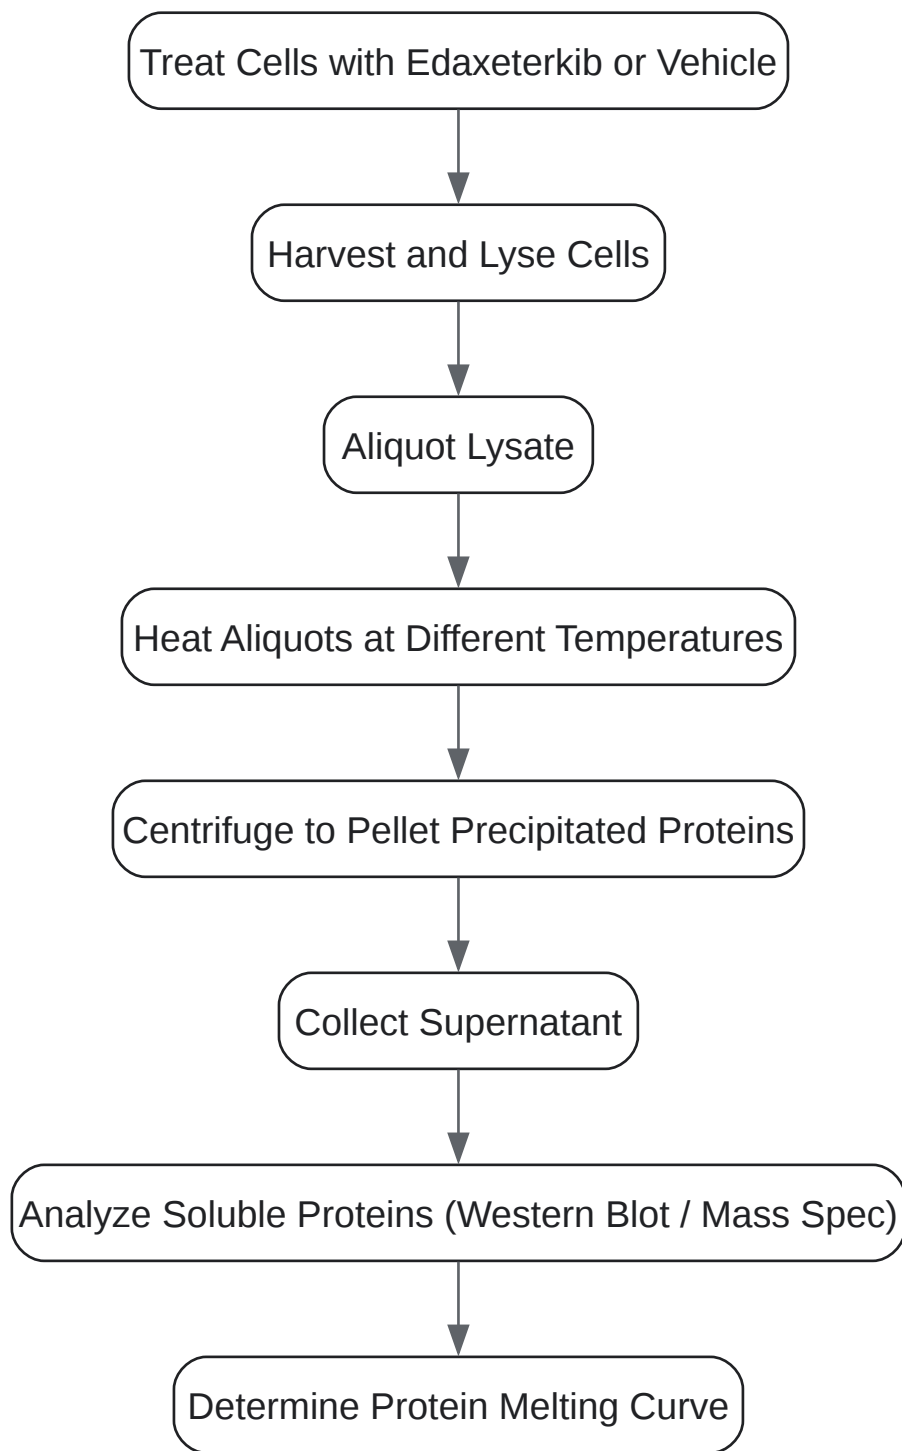 Treat Cells with Edaxeterkib or Vehicle
Harvest and Lyse Cells
Aliquot Lysate
Heat Aliquots at Different Temperatures
Centrifuge to Pellet Precipitated Proteins
Collect Supernatant
Analyze Soluble Proteins (Western Blot / Mass Spec)
Determine Protein Melting Curve